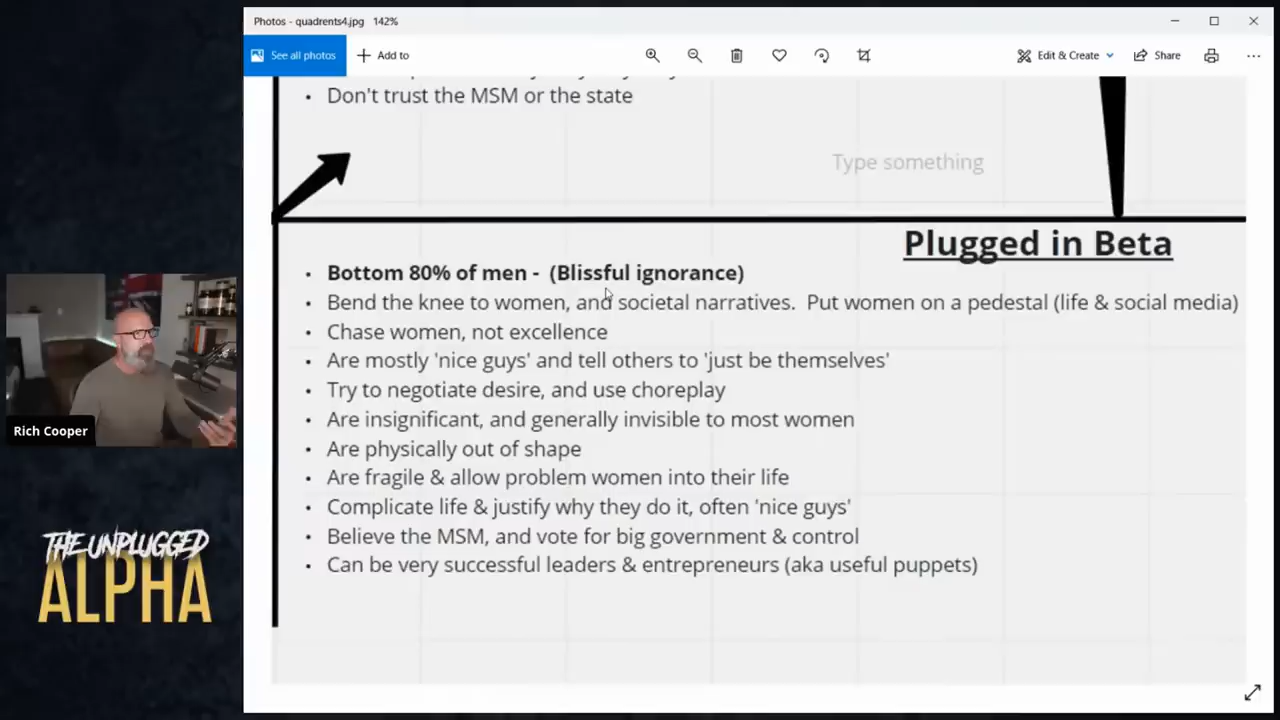 Photos - quadrents4.jpg 142%
See all photos
Add to
Edit & Create
Share
Don't trust the MSM or the state
Type something
Plugged in Beta
Bottom 80% of men - (Blissful ignorance)
Bend the knee to women, and societal narratives. Put women on a pedestal (life & social media)
Chase women, not excellence
Are mostly 'nice guys' and tell others to 'just be themselves'
Try to negotiate desire, and use choreplay
Are insignificant, and generally invisible to most women
Are physically out of shape
Are fragile & allow problem women into their life
Complicate life & justify why they do it, often 'nice guys'
Believe the MSM, and vote for big government & control
Can be very successful leaders & entrepreneurs (aka useful puppets)
Rich Cooper
THE UNPLUGGED
ALPHA